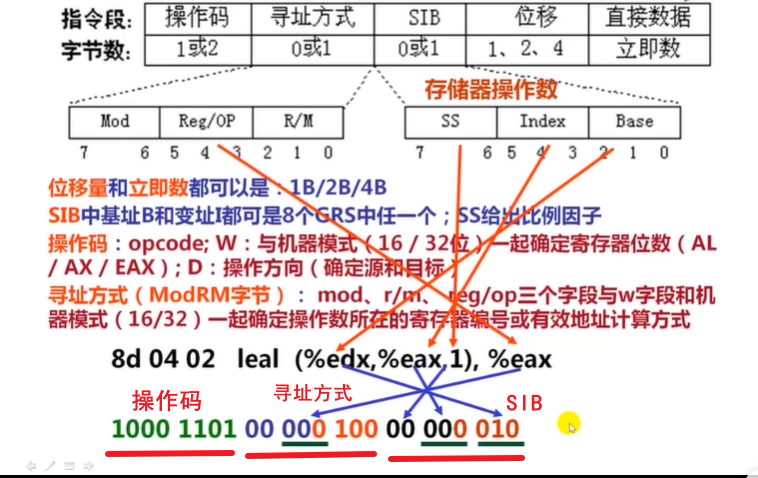 指令段: 操作码 寻址方式 SIB 位移 直接数据
字节数: 1或2 0或1 0或1 1、2、4 立即数
存储器操作数
Mod Reg/OP R/M SS Index Base
7 6 5 4 3 2 1 0 7 6 5 4 3 2 1 0
位移量和立即数都可以是：1B/2B/4B
SIB中基址B和变址I都可是8个GRS中任一个；SS给出比例因子
操作码：opcode; W：与机器模式（16 / 32位）一起确定寄存器位数（AL
/ AX / EAX）; D：操作方向（确定源和目标）
寻址方式（ModRM字节）： mod、r/m、 reg/op三个字段与w字段和机
器模式（16/32）一起确定操作数所在的寄存器编号或有效地址计算方式
8d 04 02 leal (%edx,%eax,1), %eax
操作码 寻址方式 SIB
1000 1101 00 000 100 00 000 010